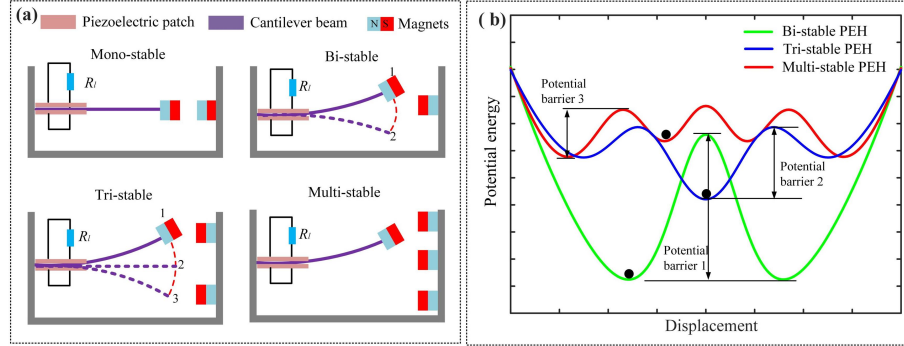 (a)
Piezoelectric patch
Cantilever beam
N S
Magnets
Mono-stable
Rl
Bi-stable
Rl
1
2
Tri-stable
Rl
1
2
3
Multi-stable
Rl
(b)
Bi-stable PEH
Tri-stable PEH
Multi-stable PEH
Potential
barrier 3
Potential
barrier 2
Potential
barrier 1
Potential energy
Displacement